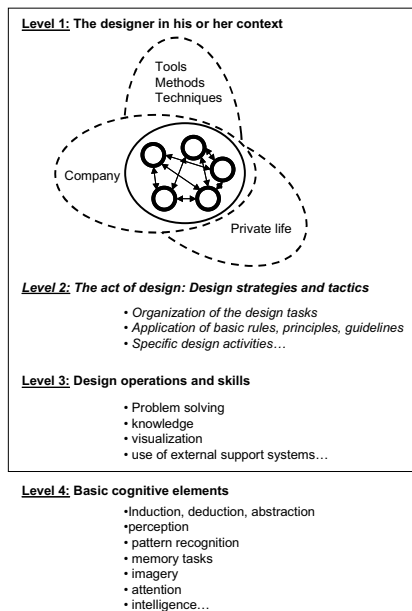 Level 1: The designer in his or her context
Tools
Methods
Techniques
Company
Private life
Level 2: The act of design: Design strategies and tactics
• Organization of the design tasks
• Application of basic rules, principles, guidelines
• Specific design activities…
Level 3: Design operations and skills
• Problem solving
• knowledge
• visualization
• use of external support systems…
Level 4: Basic cognitive elements
•Induction, deduction, abstraction
•perception
• pattern recognition
• memory tasks
• imagery
• attention
• intelligence…